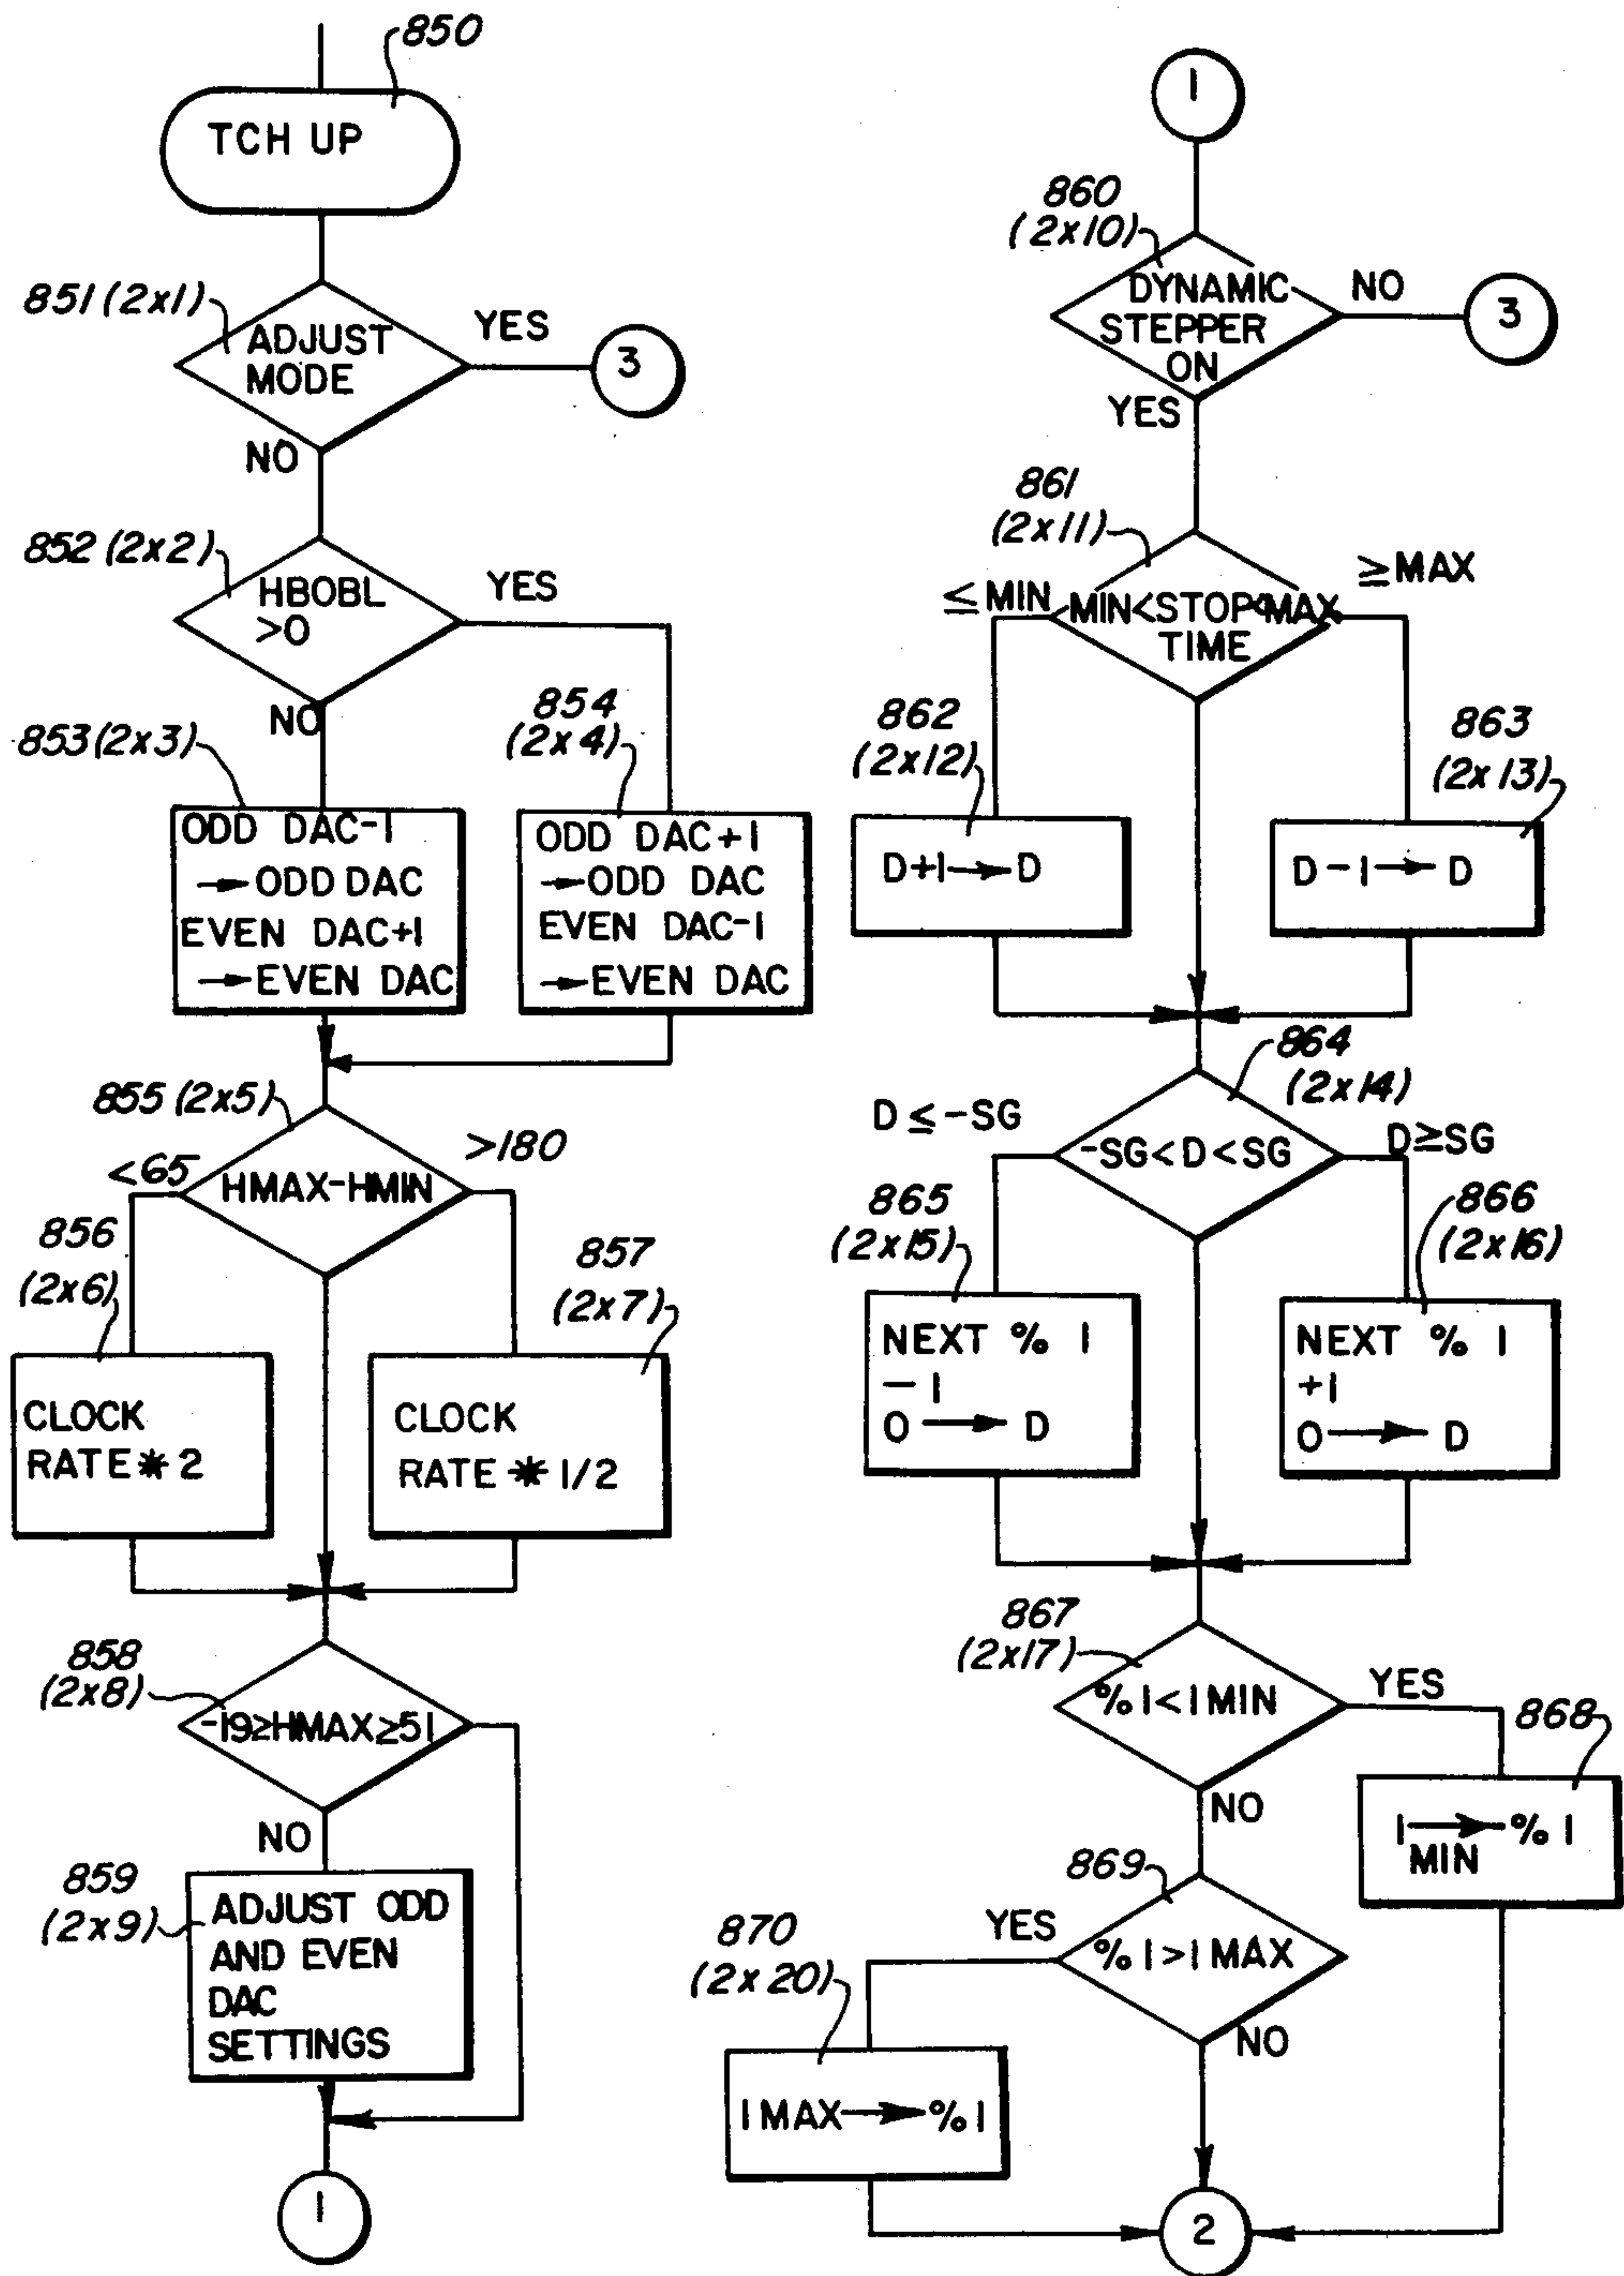 850
TCH UP
851 (2x1)
ADJUST
MODE
YES
3
NO
852 (2x2)
HBOBL
>0
YES
NO
853 (2x3)
854
(2x4)
ODD DAC-1
→ODD DAC
EVEN DAC+1
→EVEN DAC
ODD DAC+1
→ODD DAC
EVEN DAC-1
→EVEN DAC
855 (2x5)
<65
HMAX-HMIN
>180
856
(2x6)
857
(2x7)
CLOCK
RATE * 2
CLOCK
RATE * 1/2
858
(2x8)
-19≥HMAX≥51
NO
859
(2x9)
ADJUST ODD
AND EVEN
DAC
SETTINGS
1
1
860
(2x10)
DYNAMIC
STEPPER
ON
NO
3
YES
861
(2x11)
≤ MIN
MIN<STOP<MAX
TIME
≥MAX
862
(2x12)
863
(2x13)
D+1→D
D-1→D
864
(2x14)
D ≤ -SG
-SG<D<SG
D≥SG
865
(2x15)
866
(2x16)
NEXT % I
- 1
0 → D
NEXT % I
+1
0 → D
867
(2x17)
% I < I MIN
YES
868
NO
I → % I
MIN
869
YES
% I > I MAX
870
(2x20)
NO
I MAX → % I
2